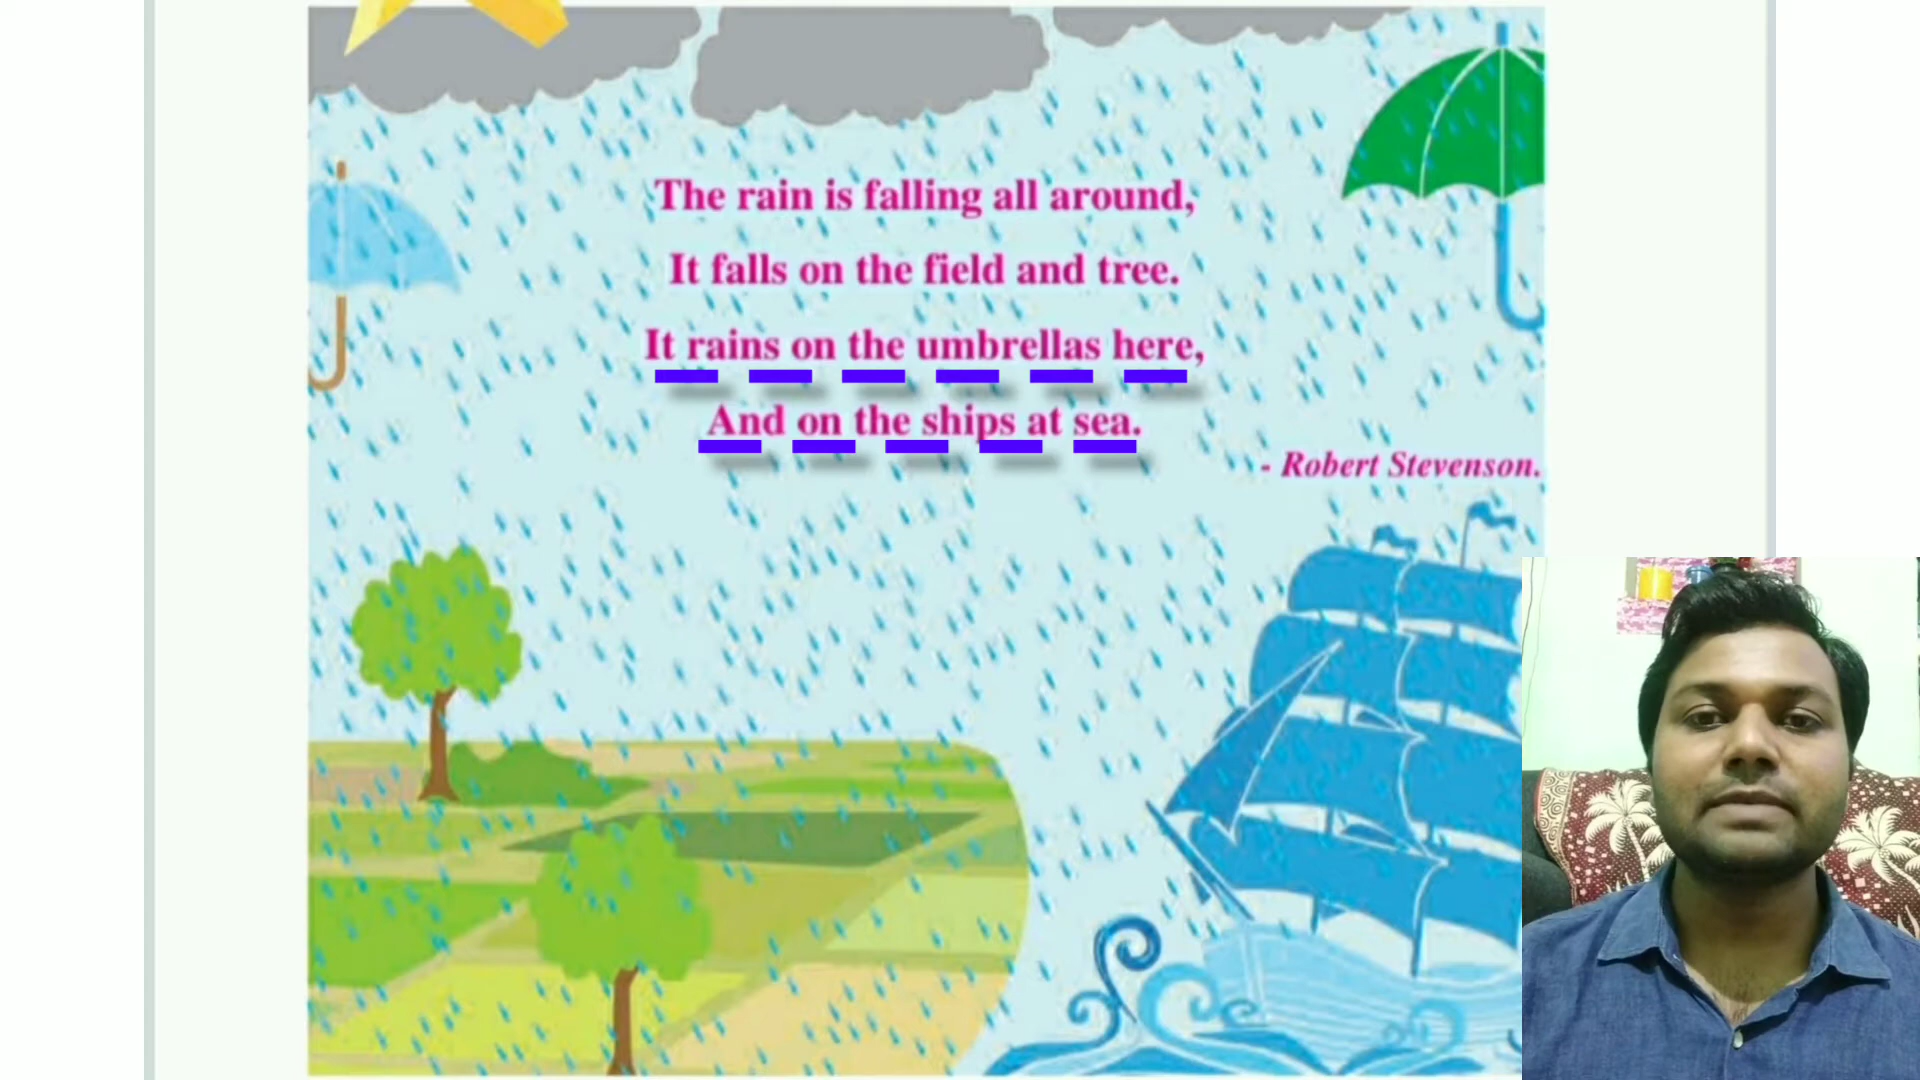 The rain is falling all around,
It falls on the field and tree.
It rains on the umbrellas here,
And on the ships at sea.
- Robert Stevenson.